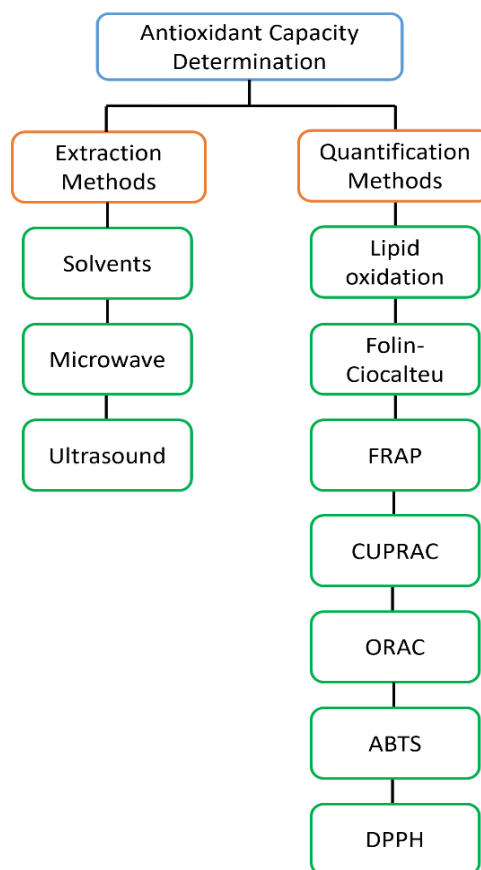 Antioxidant Capacity
Determination
Extraction
Methods
Solvents
Microwave
Ultrasound
Quantification
Methods
Lipid
oxidation
Folin-
Ciocalteu
FRAP
CUPRAC
ORAC
ABTS
DPPH